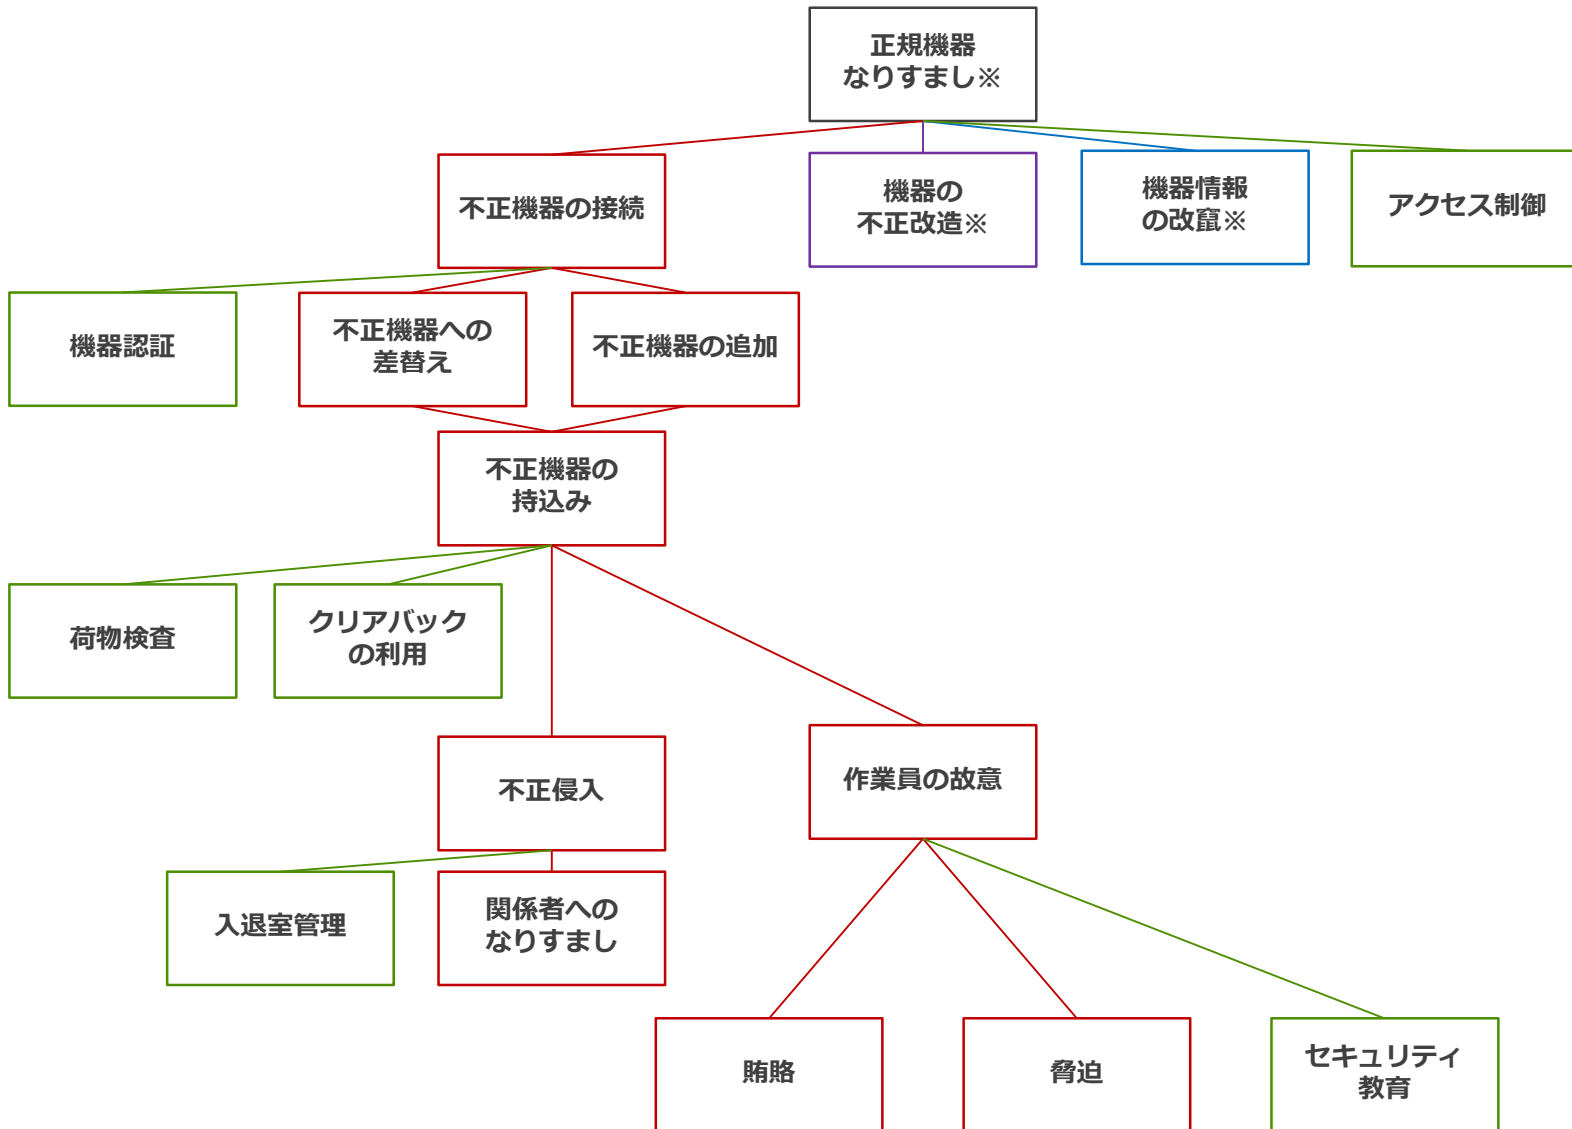 正規機器
なりすまし※
不正機器の接続
機器の
不正改造※
機器情報
の改竄※
アクセス制御
機器認証
不正機器への
差替え
不正機器の追加
不正機器の
持込み
荷物検査
クリアバック
の利用
不正侵入
作業員の故意
入退室管理
関係者への
なりすまし
賄賂
脅迫
セキュリティ
教育